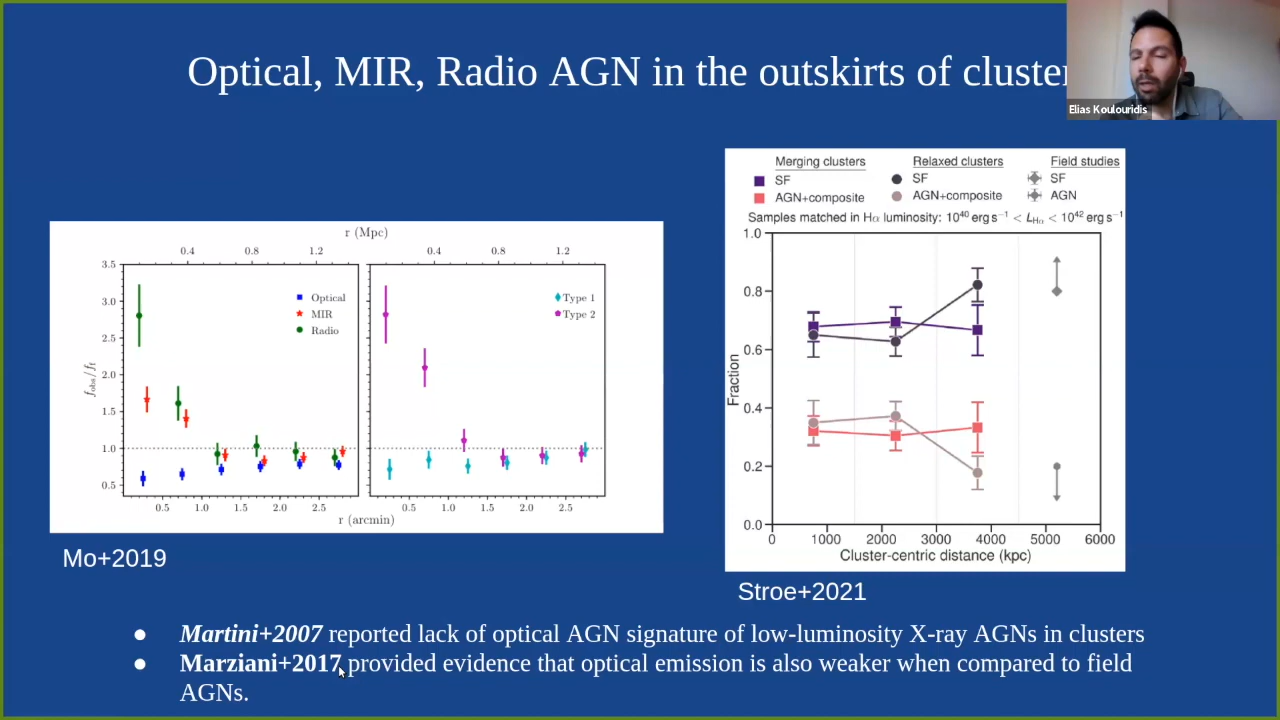 Optical, MIR, Radio AGN in the outskirts of cluster
Elias Koulouridis
r (Mpc)
0.4 0.8 1.2 0.4 0.8 1.2
3.5
3.0
2.5
2.0
1.5
1.0
0.5
f_obs/f_f
Optical
MIR
Radio
Type 1
Type 2
0.5 1.0 1.5 2.0 2.5 0.5 1.0 1.5 2.0 2.5
r (arcmin)
Mo+2019
Merging clusters Relaxed clusters Field studies
SF SF SF
AGN+composite AGN+composite AGN
Samples matched in Hα luminosity: 10⁴⁰ erg s⁻¹ < L_Hα < 10⁴² erg s⁻¹
1.0
0.8
0.6
0.4
0.2
0.0
Fraction
0 1000 2000 3000 4000 5000 6000
Cluster-centric distance (kpc)
Stroe+2021
● Martini+2007 reported lack of optical AGN signature of low-luminosity X-ray AGNs in clusters
● Marziani+2017 provided evidence that optical emission is also weaker when compared to field
AGNs.